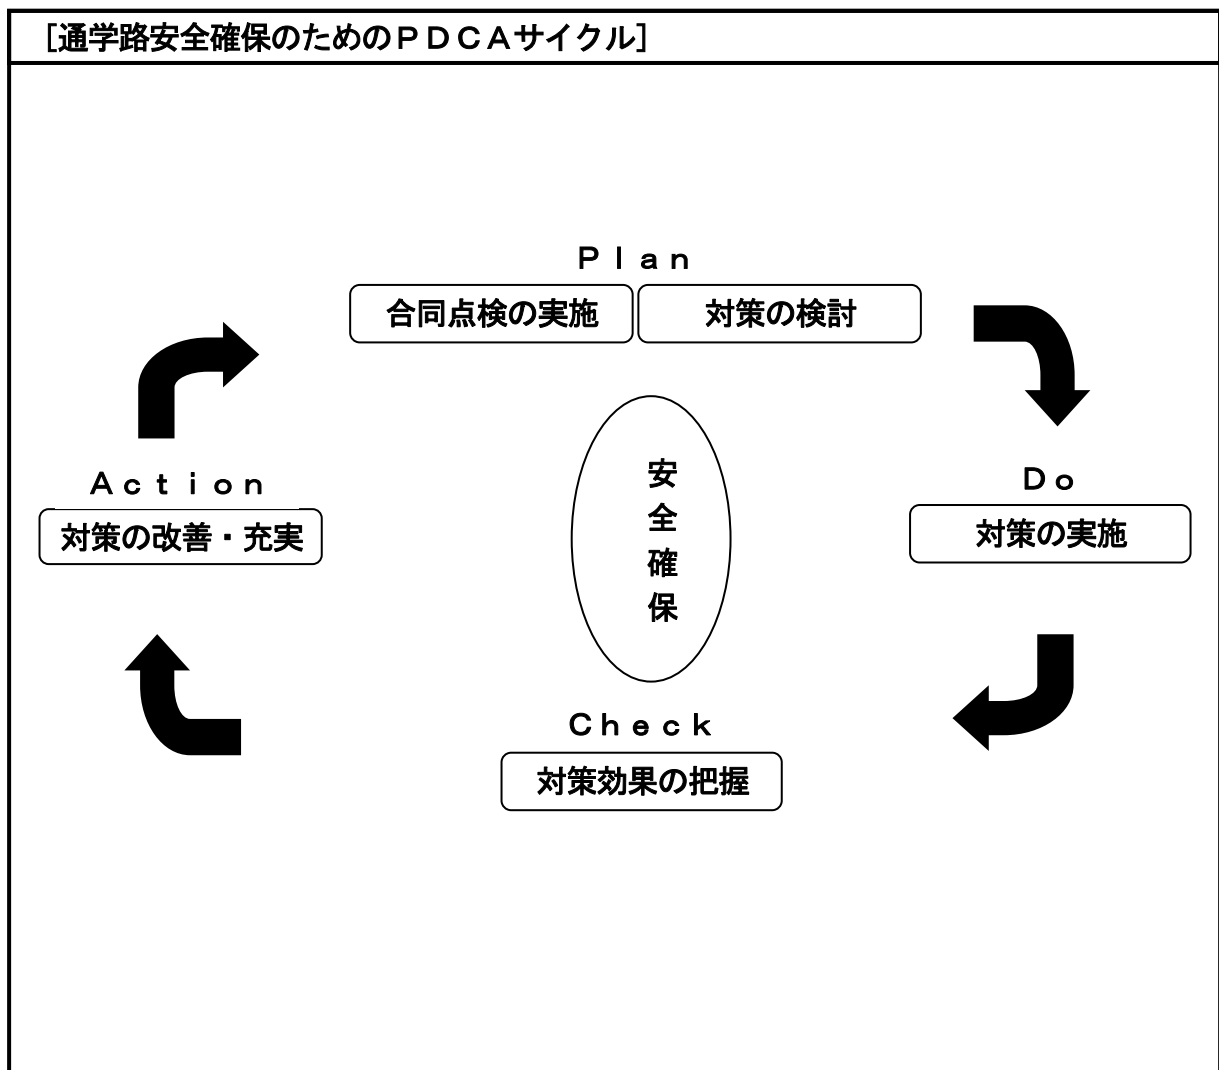 ［通学路安全確保のためのＰＤＣＡサイクル］
Ｐｌａｎ
合同点検の実施
対策の検討
Ａｃｔｉｏｎ
対策の改善・充実
安
全
確
保
Ｄｏ
対策の実施
Ｃｈｅｃｋ
対策効果の把握